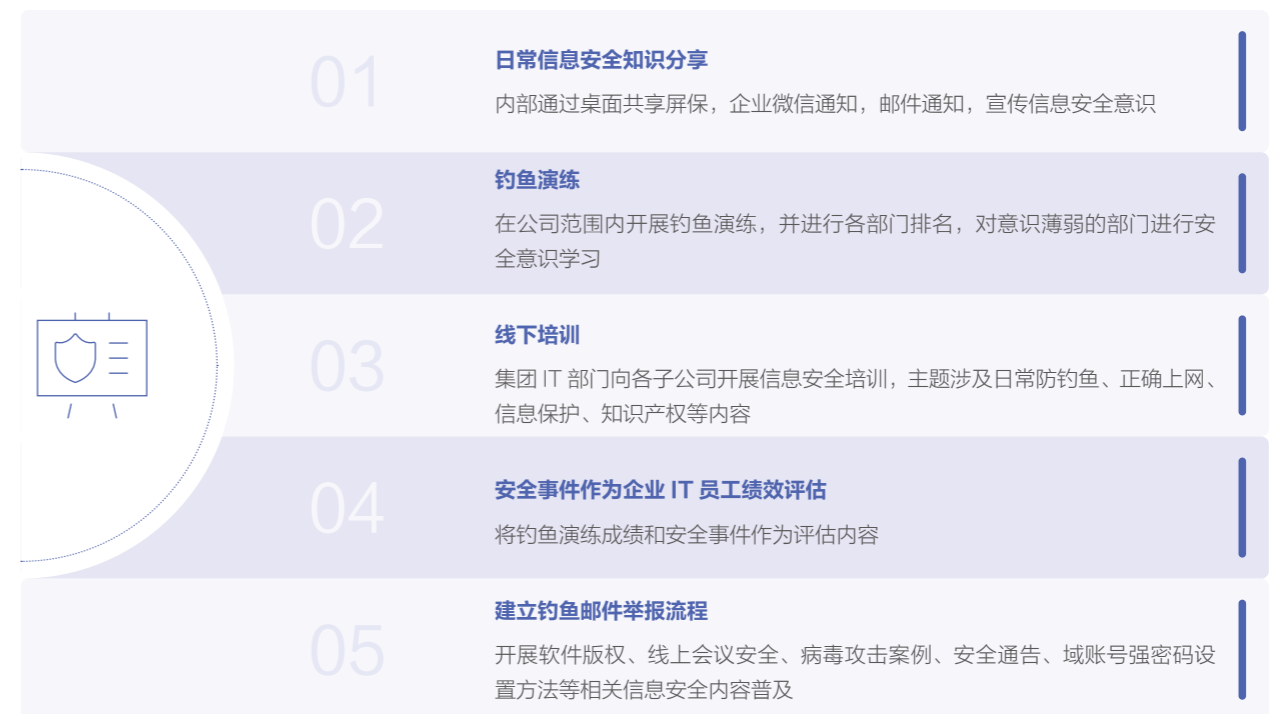 01
日常信息安全知识分享
内部通过桌面共享屏保，企业微信通知，邮件通知，宣传信息安全意识
02
钓鱼演练
在公司范围内开展钓鱼演练，并进行各部门排名，对意识薄弱的部门进行安
全意识学习
03
线下培训
集团 IT 部门向各子公司开展信息安全培训，主题涉及日常防钓鱼、正确上网、
信息保护、知识产权等内容
04
安全事件作为企业 IT 员工绩效评估
将钓鱼演练成绩和安全事件作为评估内容
05
建立钓鱼邮件举报流程
开展软件版权、线上会议安全、病毒攻击案例、安全通告、域账号强密码设
置方法等相关信息安全内容普及